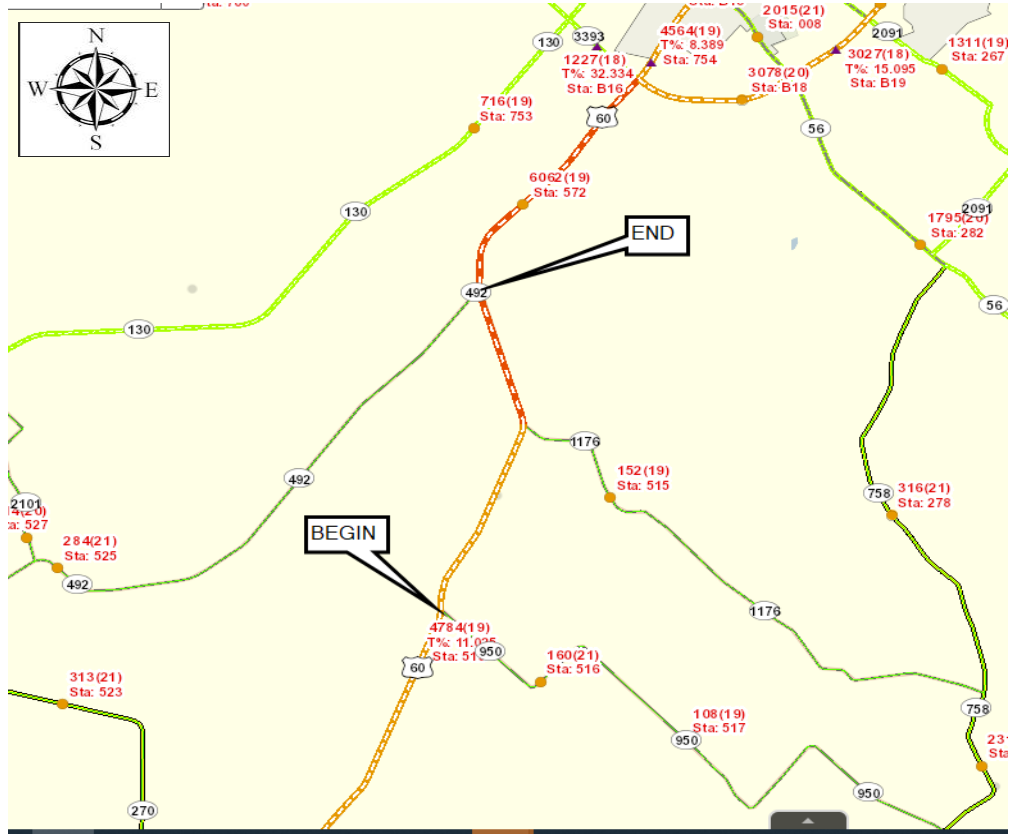 N
W
E
S
130
3393
1227(18)
T%: 32.334
Sta: B16
4564(19)
T%: 8.389
Sta: 754
2015(21)
Sta: 008
2091
3027(18)
T%: 15.095
Sta: B19
1311(19)
Sta: 267
3078(20)
Sta: B18
716(19)
Sta: 753
60
56
6062(19)
Sta: 572
130
2091
Sta: 282
END
492
130
56
1176
492
152(19)
Sta: 515
758
316(21)
Sta: 278
2101
Sta: 527
284(21)
Sta: 525
492
BEGIN
1176
4784(19)
950
60
160(21)
Sta: 516
313(21)
Sta: 523
108(19)
Sta: 517
950
758
270
950